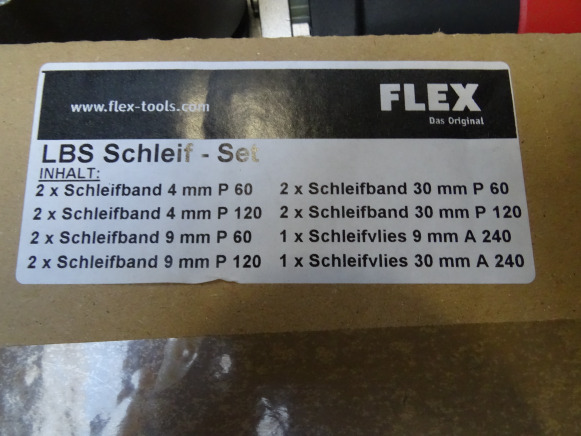 www.flex-tools.com
FLEX
Das Original
LBS Schleif - Set
INHALT:
2 x Schleifband 4 mm P 60
2 x Schleifband 4 mm P 120
2 x Schleifband 9 mm P 60
2 x Schleifband 9 mm P 120
2 x Schleifband 30 mm P 60
2 x Schleifband 30 mm P 120
1 x Schleifvlies 9 mm A 240
1 x Schleifvlies 30 mm A 240